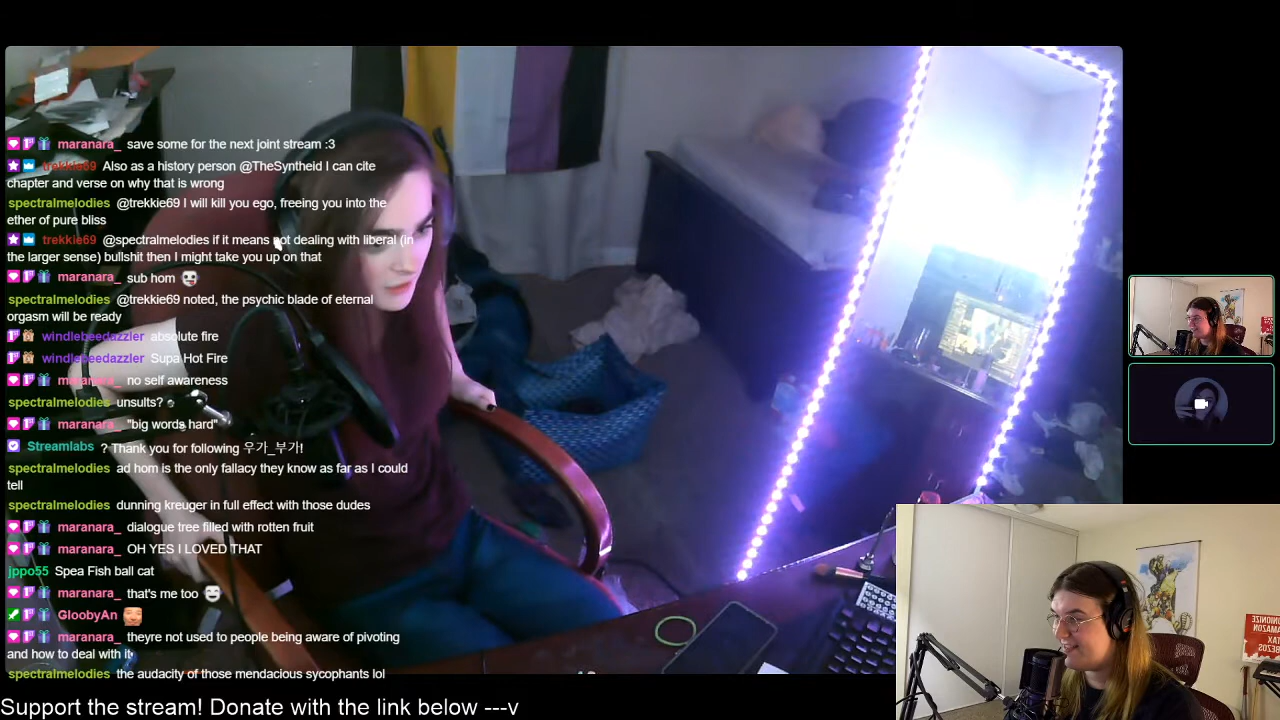 maranara_ save some for the next joint stream :3
trekkie69 Also as a history person @TheSyntheid I can cite
chapter and verse on why that is wrong
spectralmelodies @trekkie69 I will kill you ego, freeing you into the
ether of pure bliss
trekkie69 @spectralmelodies if it means not dealing with liberal (in
the larger sense) bullshit then I might take you up on that
maranara_ sub hom
spectralmelodies @trekkie69 noted, the psychic blade of eternal
orgasm will be ready
windlebeedazzler absolute fire
windlebeedazzler Supa Hot Fire
maranara_ no self awareness
spectralmelodies unsults?
maranara_ "big words hard"
Streamlabs ? Thank you for following 우가_부가!
spectralmelodies ad hom is the only fallacy they know as far as I could
tell
spectralmelodies dunning kreuger in full effect with those dudes
maranara_ dialogue tree filled with rotten fruit
maranara_ OH YES I LOVED THAT
jppo55 Spea Fish ball cat
maranara_ that's me too
GloobyAn
maranara_ theyre not used to people being aware of pivoting
and how to deal with it
spectralmelodies the audacity of those mendacious sycophants lol
Support the stream! Donate with the link below ---v
UNIONIZE
AMAZON
TAX
BEZOS